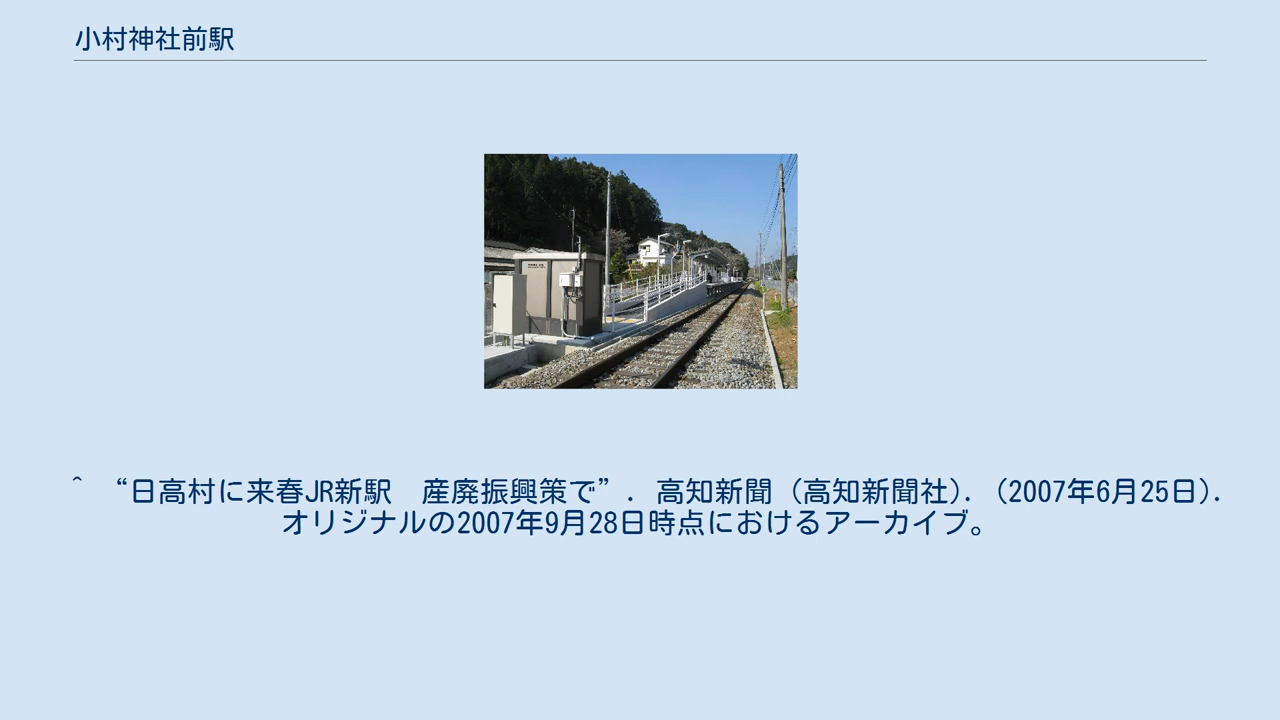 小村神社前駅
^ “日高村に来春JR新駅　産廃振興策で”. 高知新聞 (高知新聞社). (2007年6月25日).
オリジナルの2007年9月28日時点におけるアーカイブ。